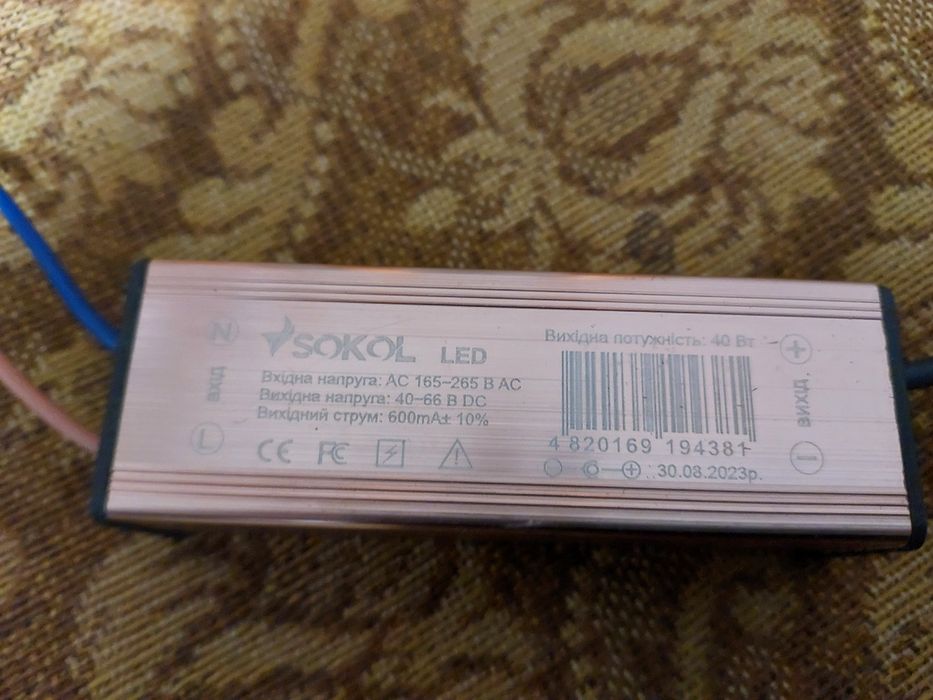 N
ВХІД
L
SOKOL LED
Вхідна напруга: AC 165-265 В AC
Вихідна напруга: 40-66 В DC
Вихідний струм: 600mA± 10%
CE FC
Вихідна потужність: 40 Вт
4 820169 194381
30.08.2023р.
+
ВИХІД
-